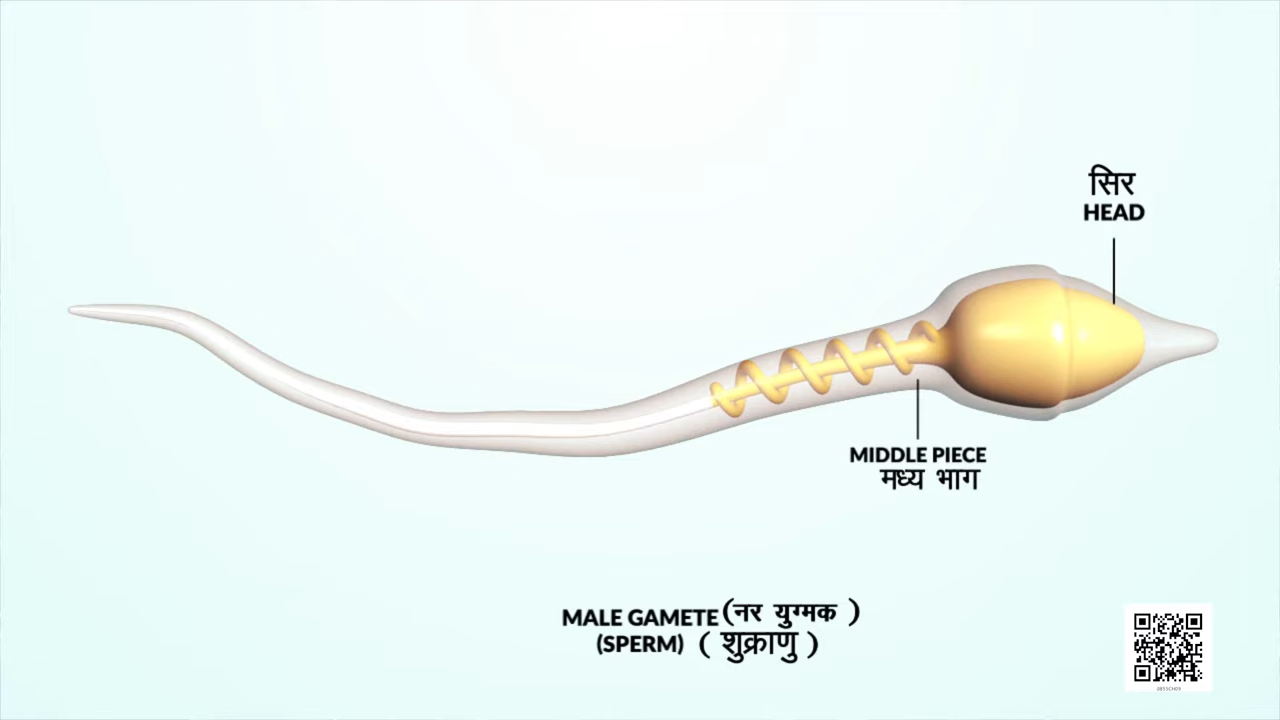 सिर
HEAD
MIDDLE PIECE
मध्य भाग
MALE GAMETE (नर युग्मक )
(SPERM) ( शुक्राणु )